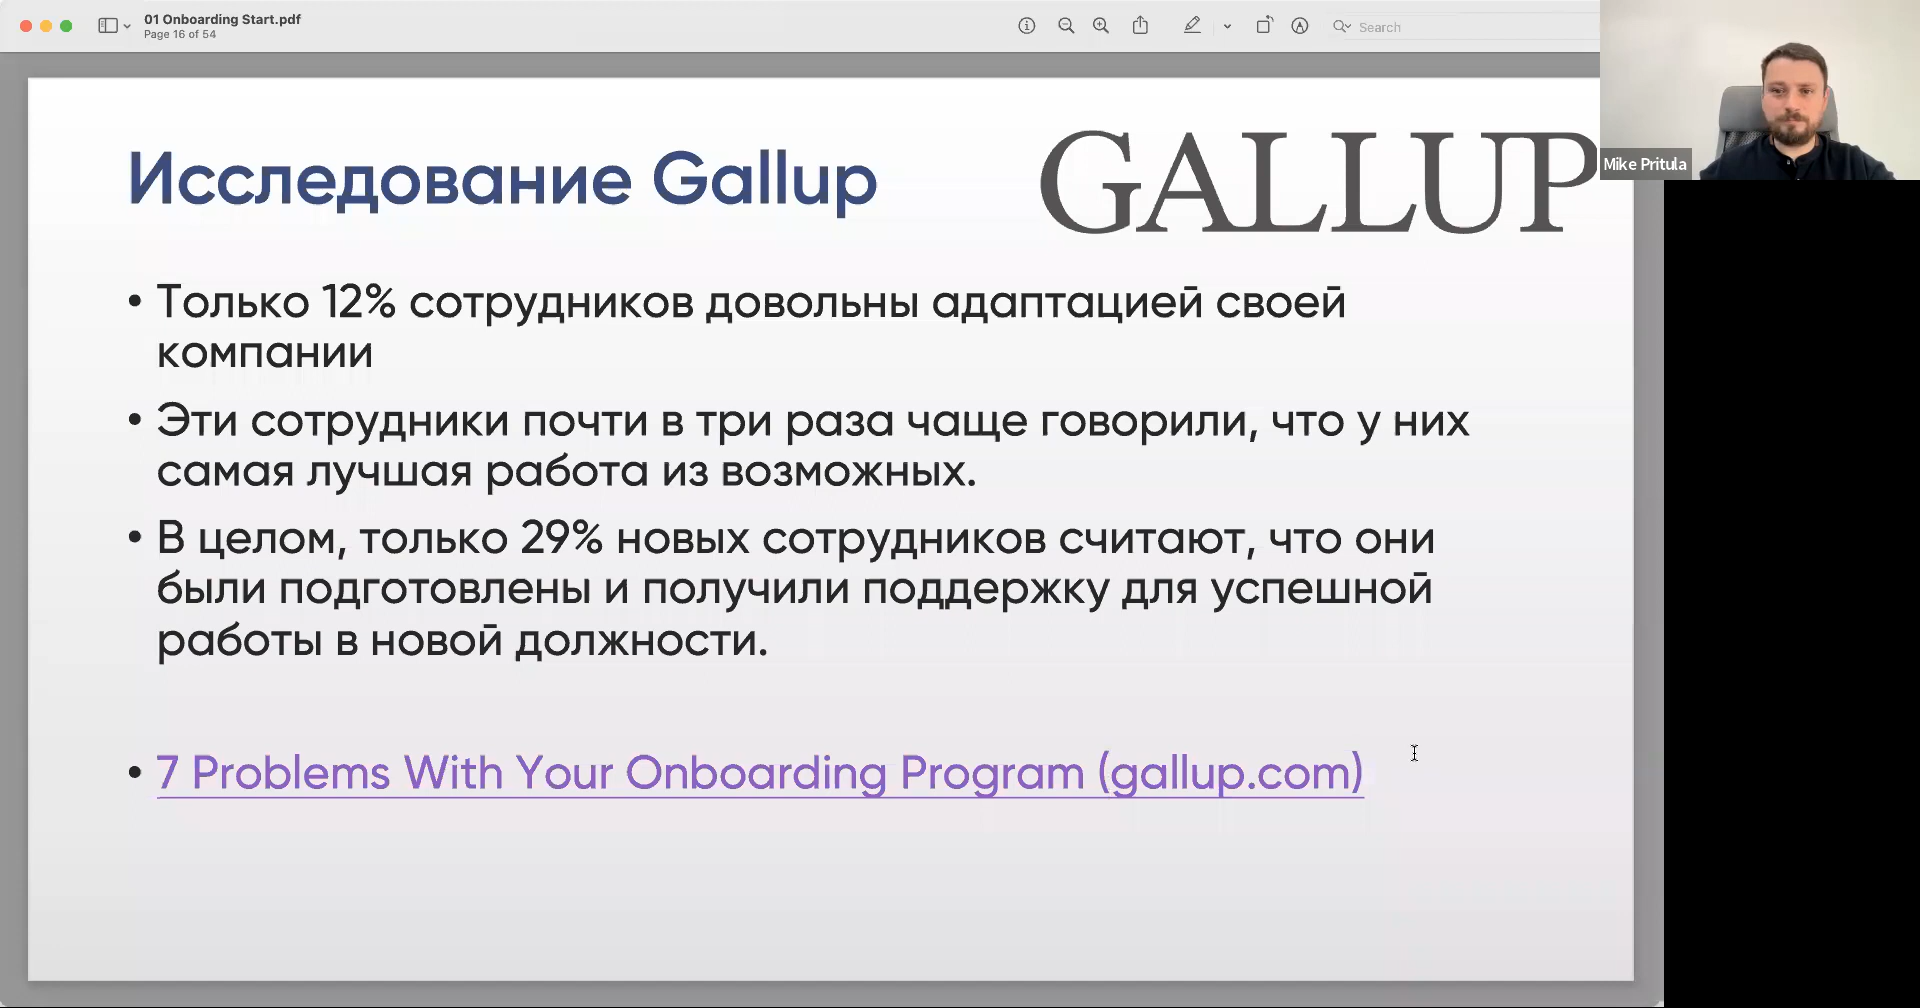 01 Onboarding Start.pdf
Page 16 of 54
Search
Mike Pritula
Исследование Gallup
GALLUP
• Только 12% сотрудников довольны адаптацией своей
компании
• Эти сотрудники почти в три раза чаще говорили, что у них
самая лучшая работа из возможных.
• В целом, только 29% новых сотрудников считают, что они
были подготовлены и получили поддержку для успешной
работы в новой должности.
• 7 Problems With Your Onboarding Program (gallup.com)